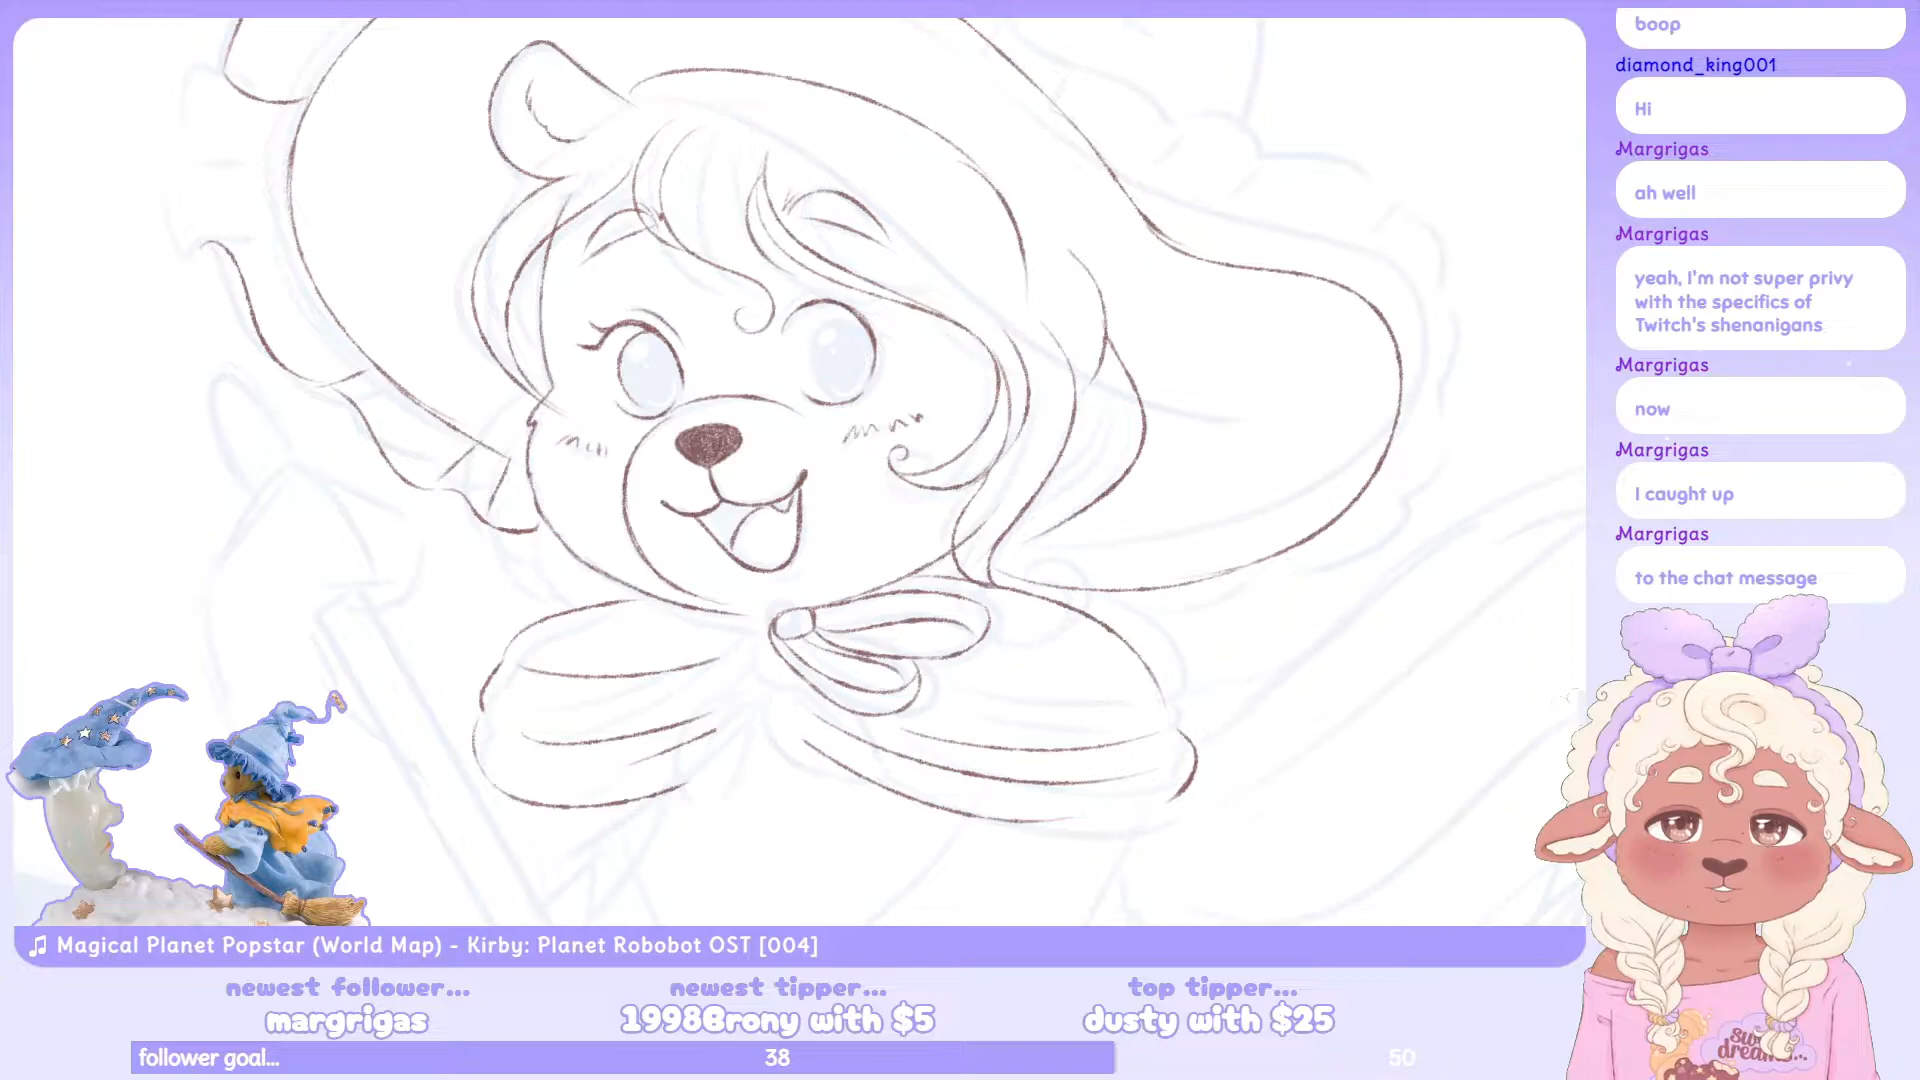 boop
diamond_king001
Hi
Margrigas
ah well
Margrigas
yeah, I'm not super privy
with the specifics of
Twitch's shenanigans
Margrigas
now
Margrigas
I caught up
Margrigas
to the chat message
Magical Planet Popstar (World Map) - Kirby: Planet Robobot OST [004]
newest follower...
margrigas
newest tipper...
1998Brony with $5
top tipper...
dusty with $25
follower goal...
38
50
dream...